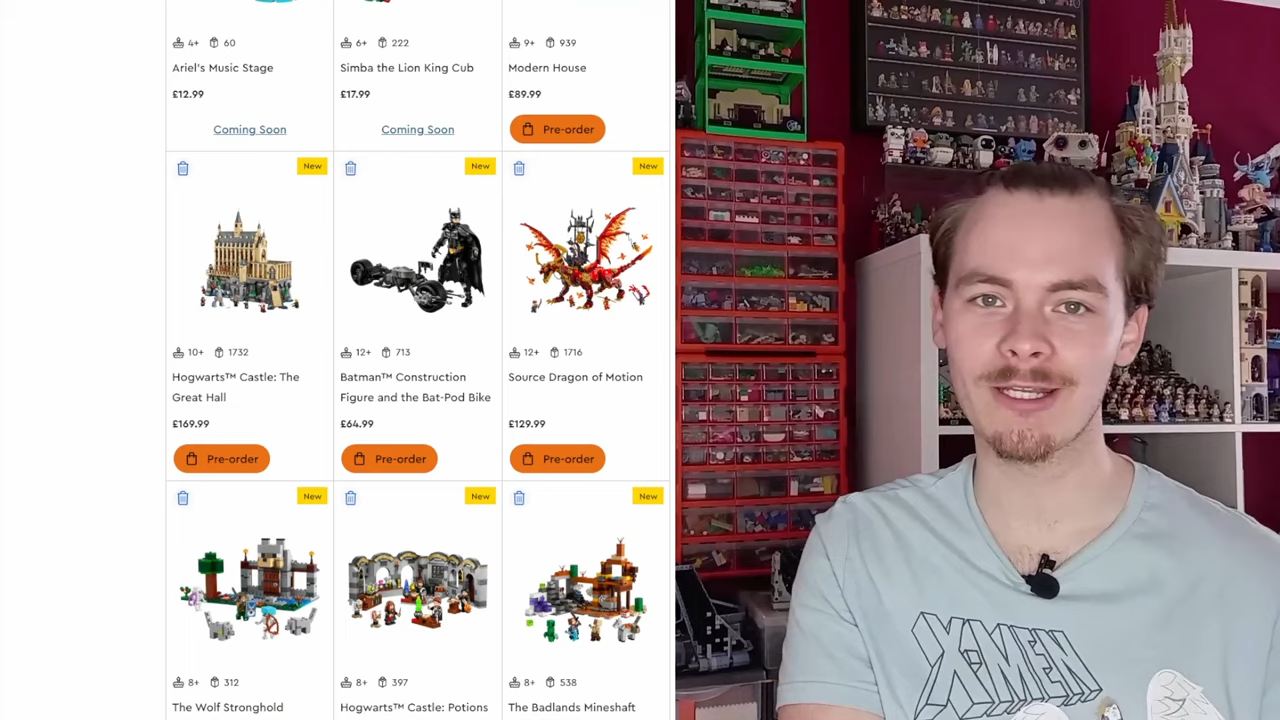 4+ 60
Ariel's Music Stage
£12.99
Coming Soon
6+ 222
Simba the Lion King Cub
£17.99
Coming Soon
9+ 939
Modern House
£89.99
Pre-order
New
10+ 1732
Hogwarts™ Castle: The
Great Hall
£169.99
Pre-order
New
12+ 713
Batman™ Construction
Figure and the Bat-Pod Bike
£64.99
Pre-order
New
12+ 1716
Source Dragon of Motion
£129.99
Pre-order
New
8+ 312
The Wolf Stronghold
New
8+ 397
Hogwarts™ Castle: Potions
New
8+ 538
The Badlands Mineshaft
X-MEN